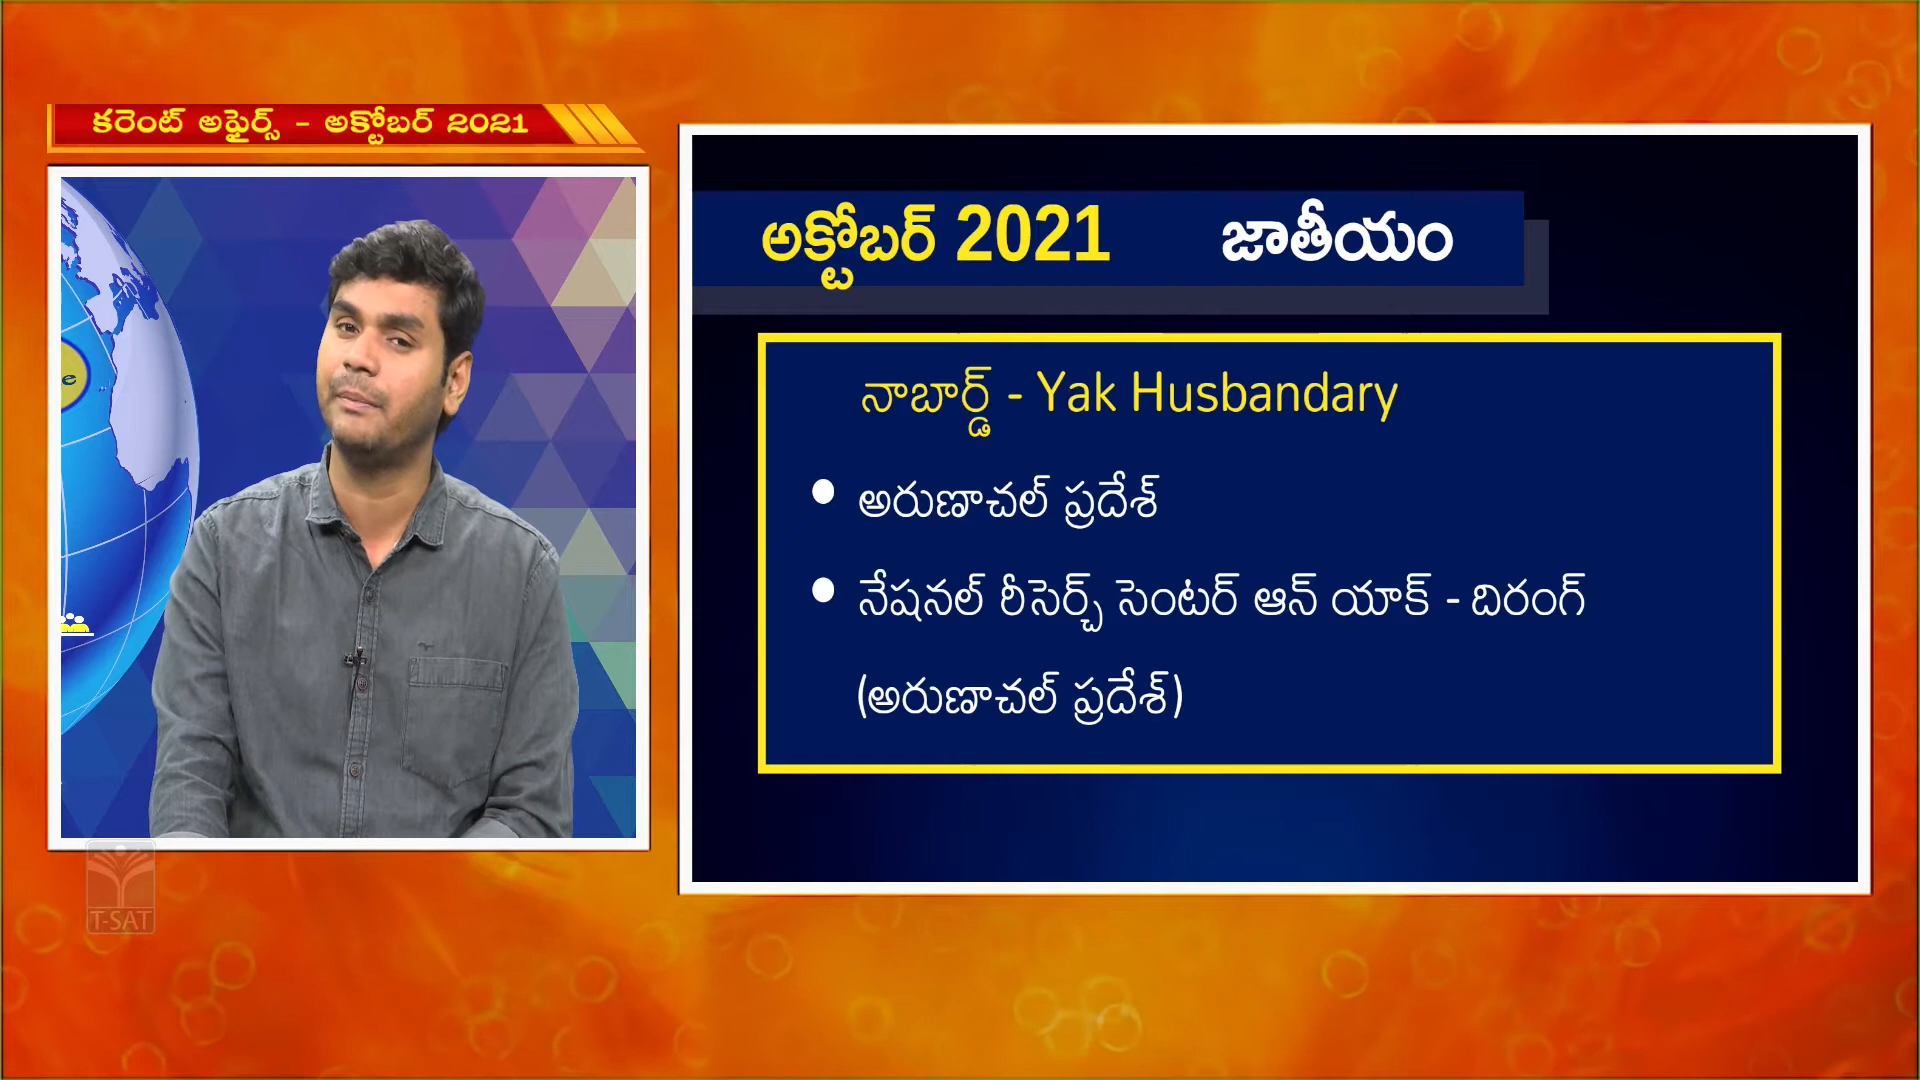 కరెంట్ అఫైర్స్ - అక్టోబర్ 2021
అక్టోబర్ 2021 జాతీయం
నాబార్డ్ - Yak Husbandary
• అరుణాచల్ ప్రదేశ్
• నేషనల్ రీసెర్చ్ సెంటర్ ఆన్ యాక్ - దిరంగ్
(అరుణాచల్ ప్రదేశ్)
e
T-SAT